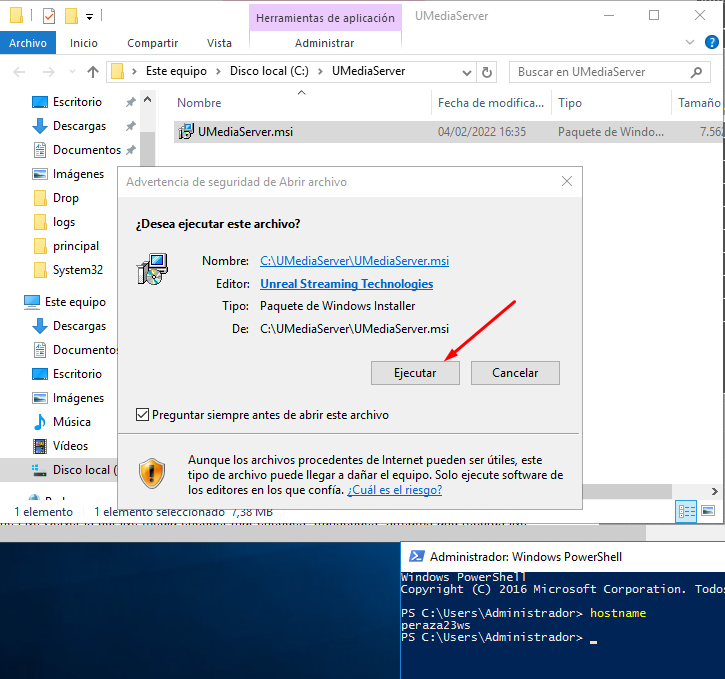 Herramientas de aplicación
UMediaServer
Archivo
Inicio
Compartir
Vista
Administrar
Este equipo
Disco local (C:)
UMediaServer
Buscar en UMediaServer
Nombre
Fecha de modifica...
Tipo
Tamaño
UMediaServer.msi
04/02/2022 16:35
Paquete de Windo...
7.562
Escritorio
Descargas
Documentos
Imágenes
Drop
logs
principal
System32
Este equipo
Descargas
Documentos
Escritorio
Imágenes
Música
Vídeos
Disco local (
Advertencia de seguridad de Abrir archivo
¿Desea ejecutar este archivo?
Nombre: C:\UMediaServer\UMediaServer.msi
Editor: Unreal Streaming Technologies
Tipo: Paquete de Windows Installer
De: C:\UMediaServer\UMediaServer.msi
Ejecutar
Cancelar
Preguntar siempre antes de abrir este archivo
Aunque los archivos procedentes de Internet pueden ser útiles, este
tipo de archivo puede llegar a dañar el equipo. Solo ejecute software de
los editores en los que confía. ¿Cuál es el riesgo?
1 elemento
1 elemento seleccionado 7,38 MB
Administrador: Windows PowerShell
Windows PowerShell
Copyright (C) 2016 Microsoft Corporation. Todos
PS C:\Users\Administrador> hostname
peraza23ws
PS C:\Users\Administrador> _